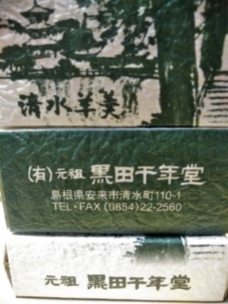 清水羊羹
(有)元祖 黒田千年堂
島根県安来市清水町110-1
TEL・FAX (0854)22-2560
元祖 黒田千年堂